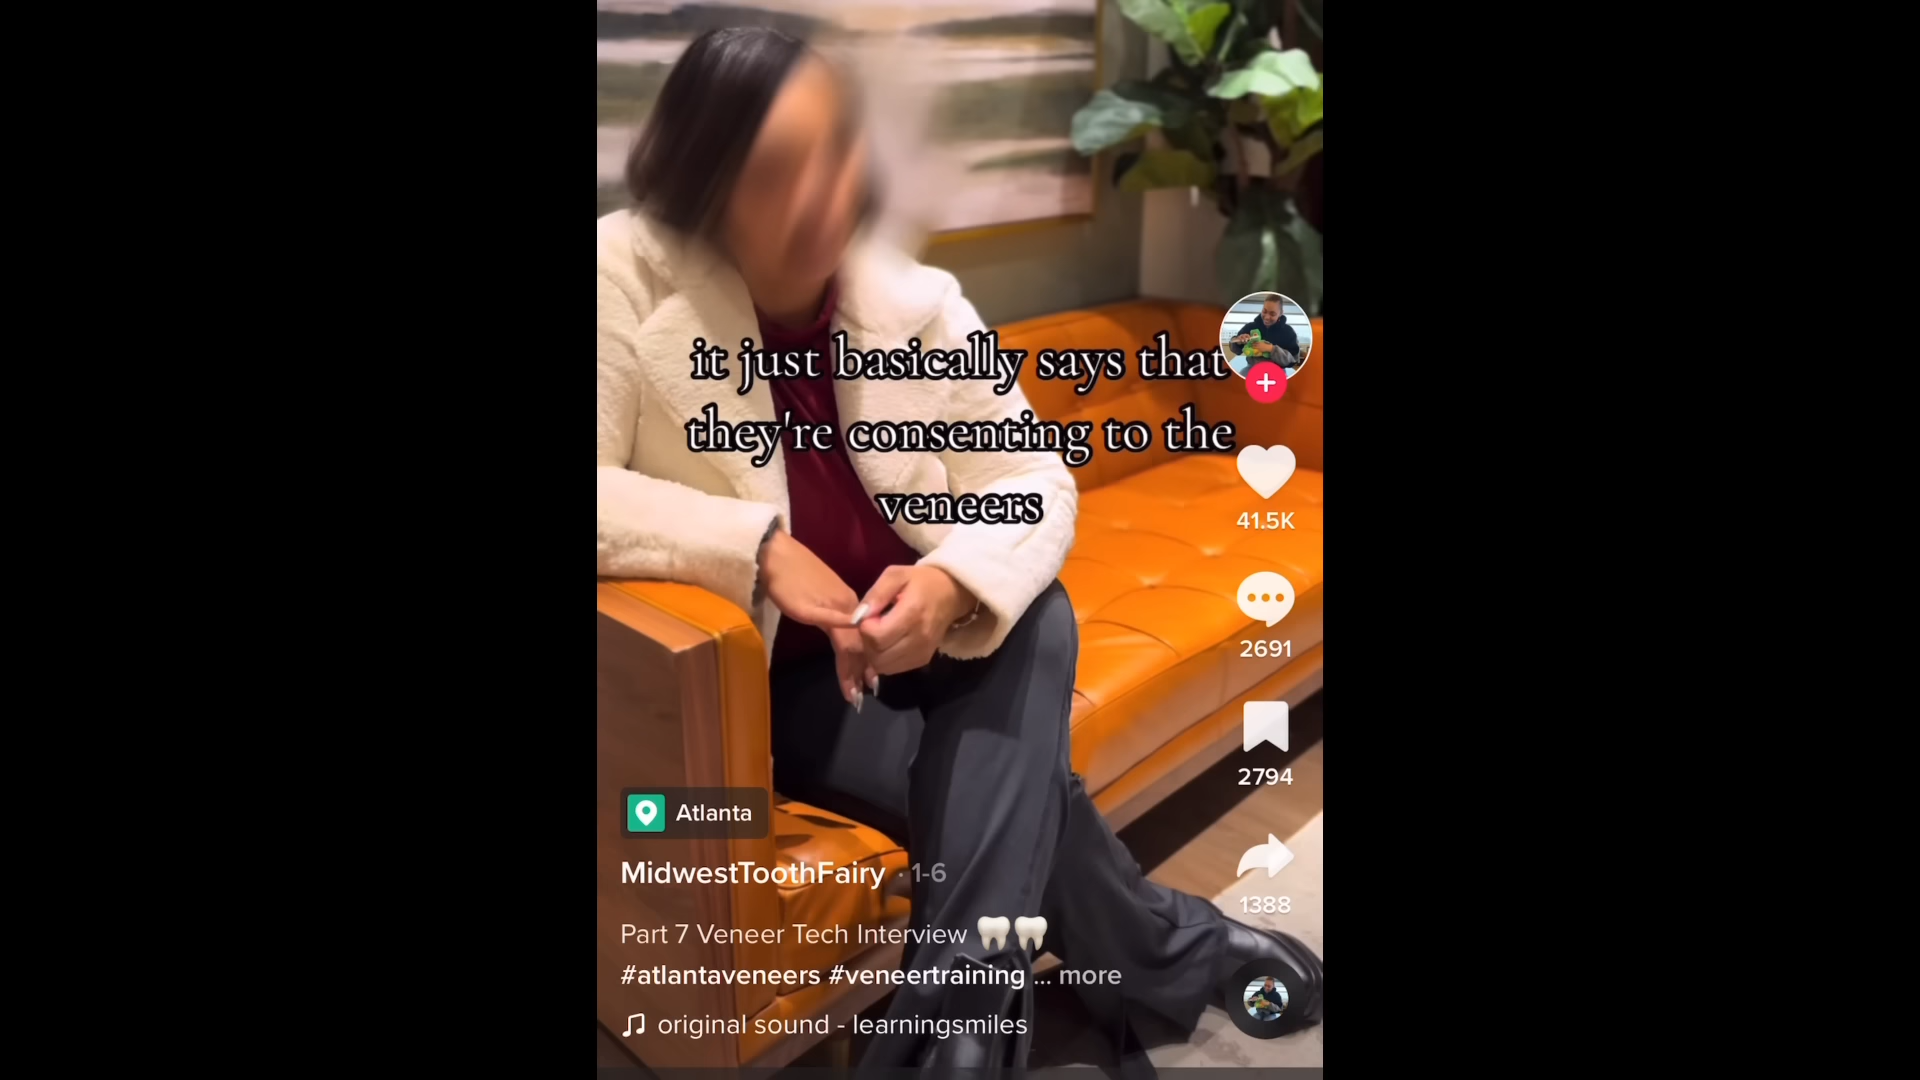 it just basically says that
they're consenting to the
veneers
41.5K
2691
2794
1388
Atlanta
MidwestToothFairy · 1-6
Part 7 Veneer Tech Interview 🦷🦷
#atlantaveneers #veneertraining ... more
original sound - learningsmiles